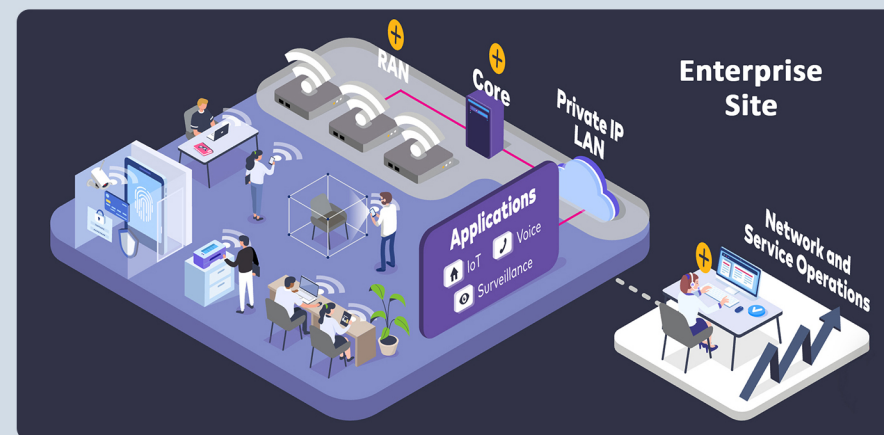 RAN
Core
Private IP
LAN
Enterprise
Site
Applications
IoT
Voice
Surveillance
Network and
Service Operations